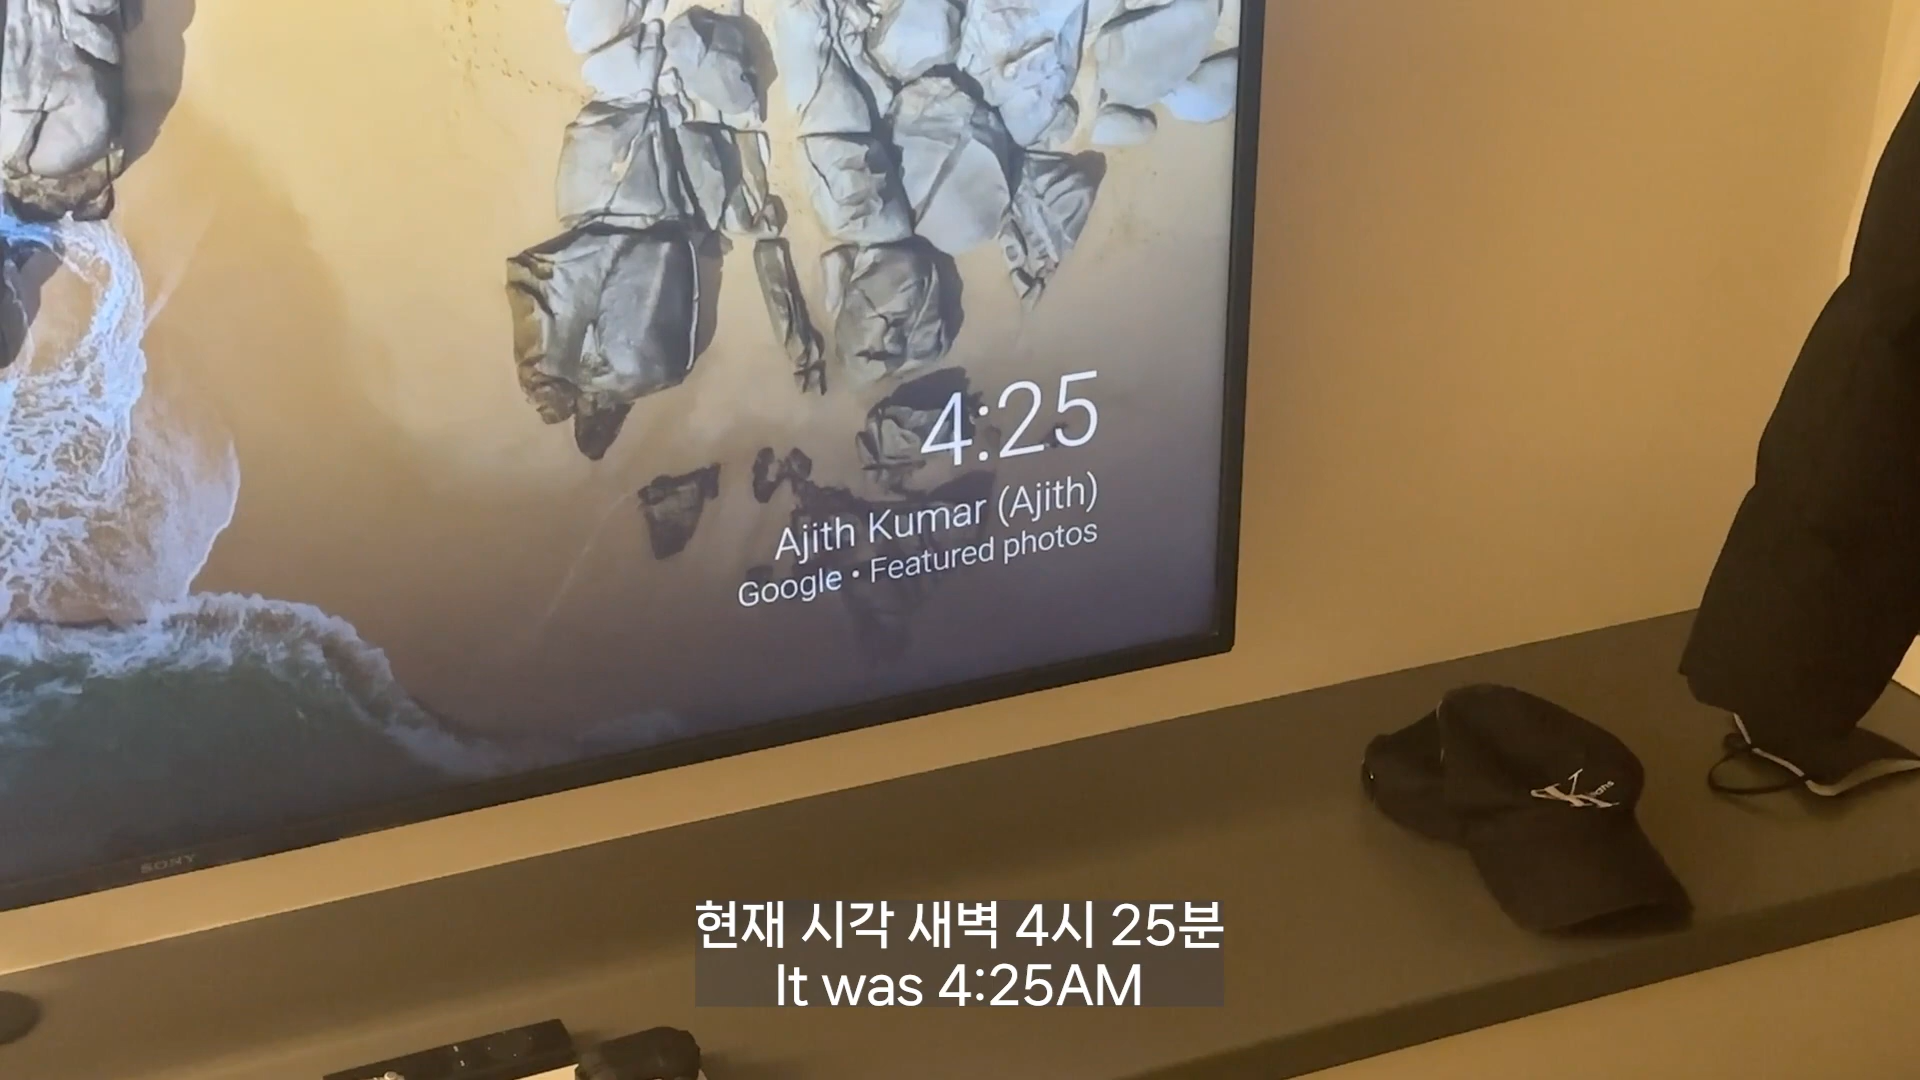 4:25
Ajith Kumar (Ajith)
Google • Featured photos
SONY
현재 시각 새벽 4시 25분
It was 4:25AM